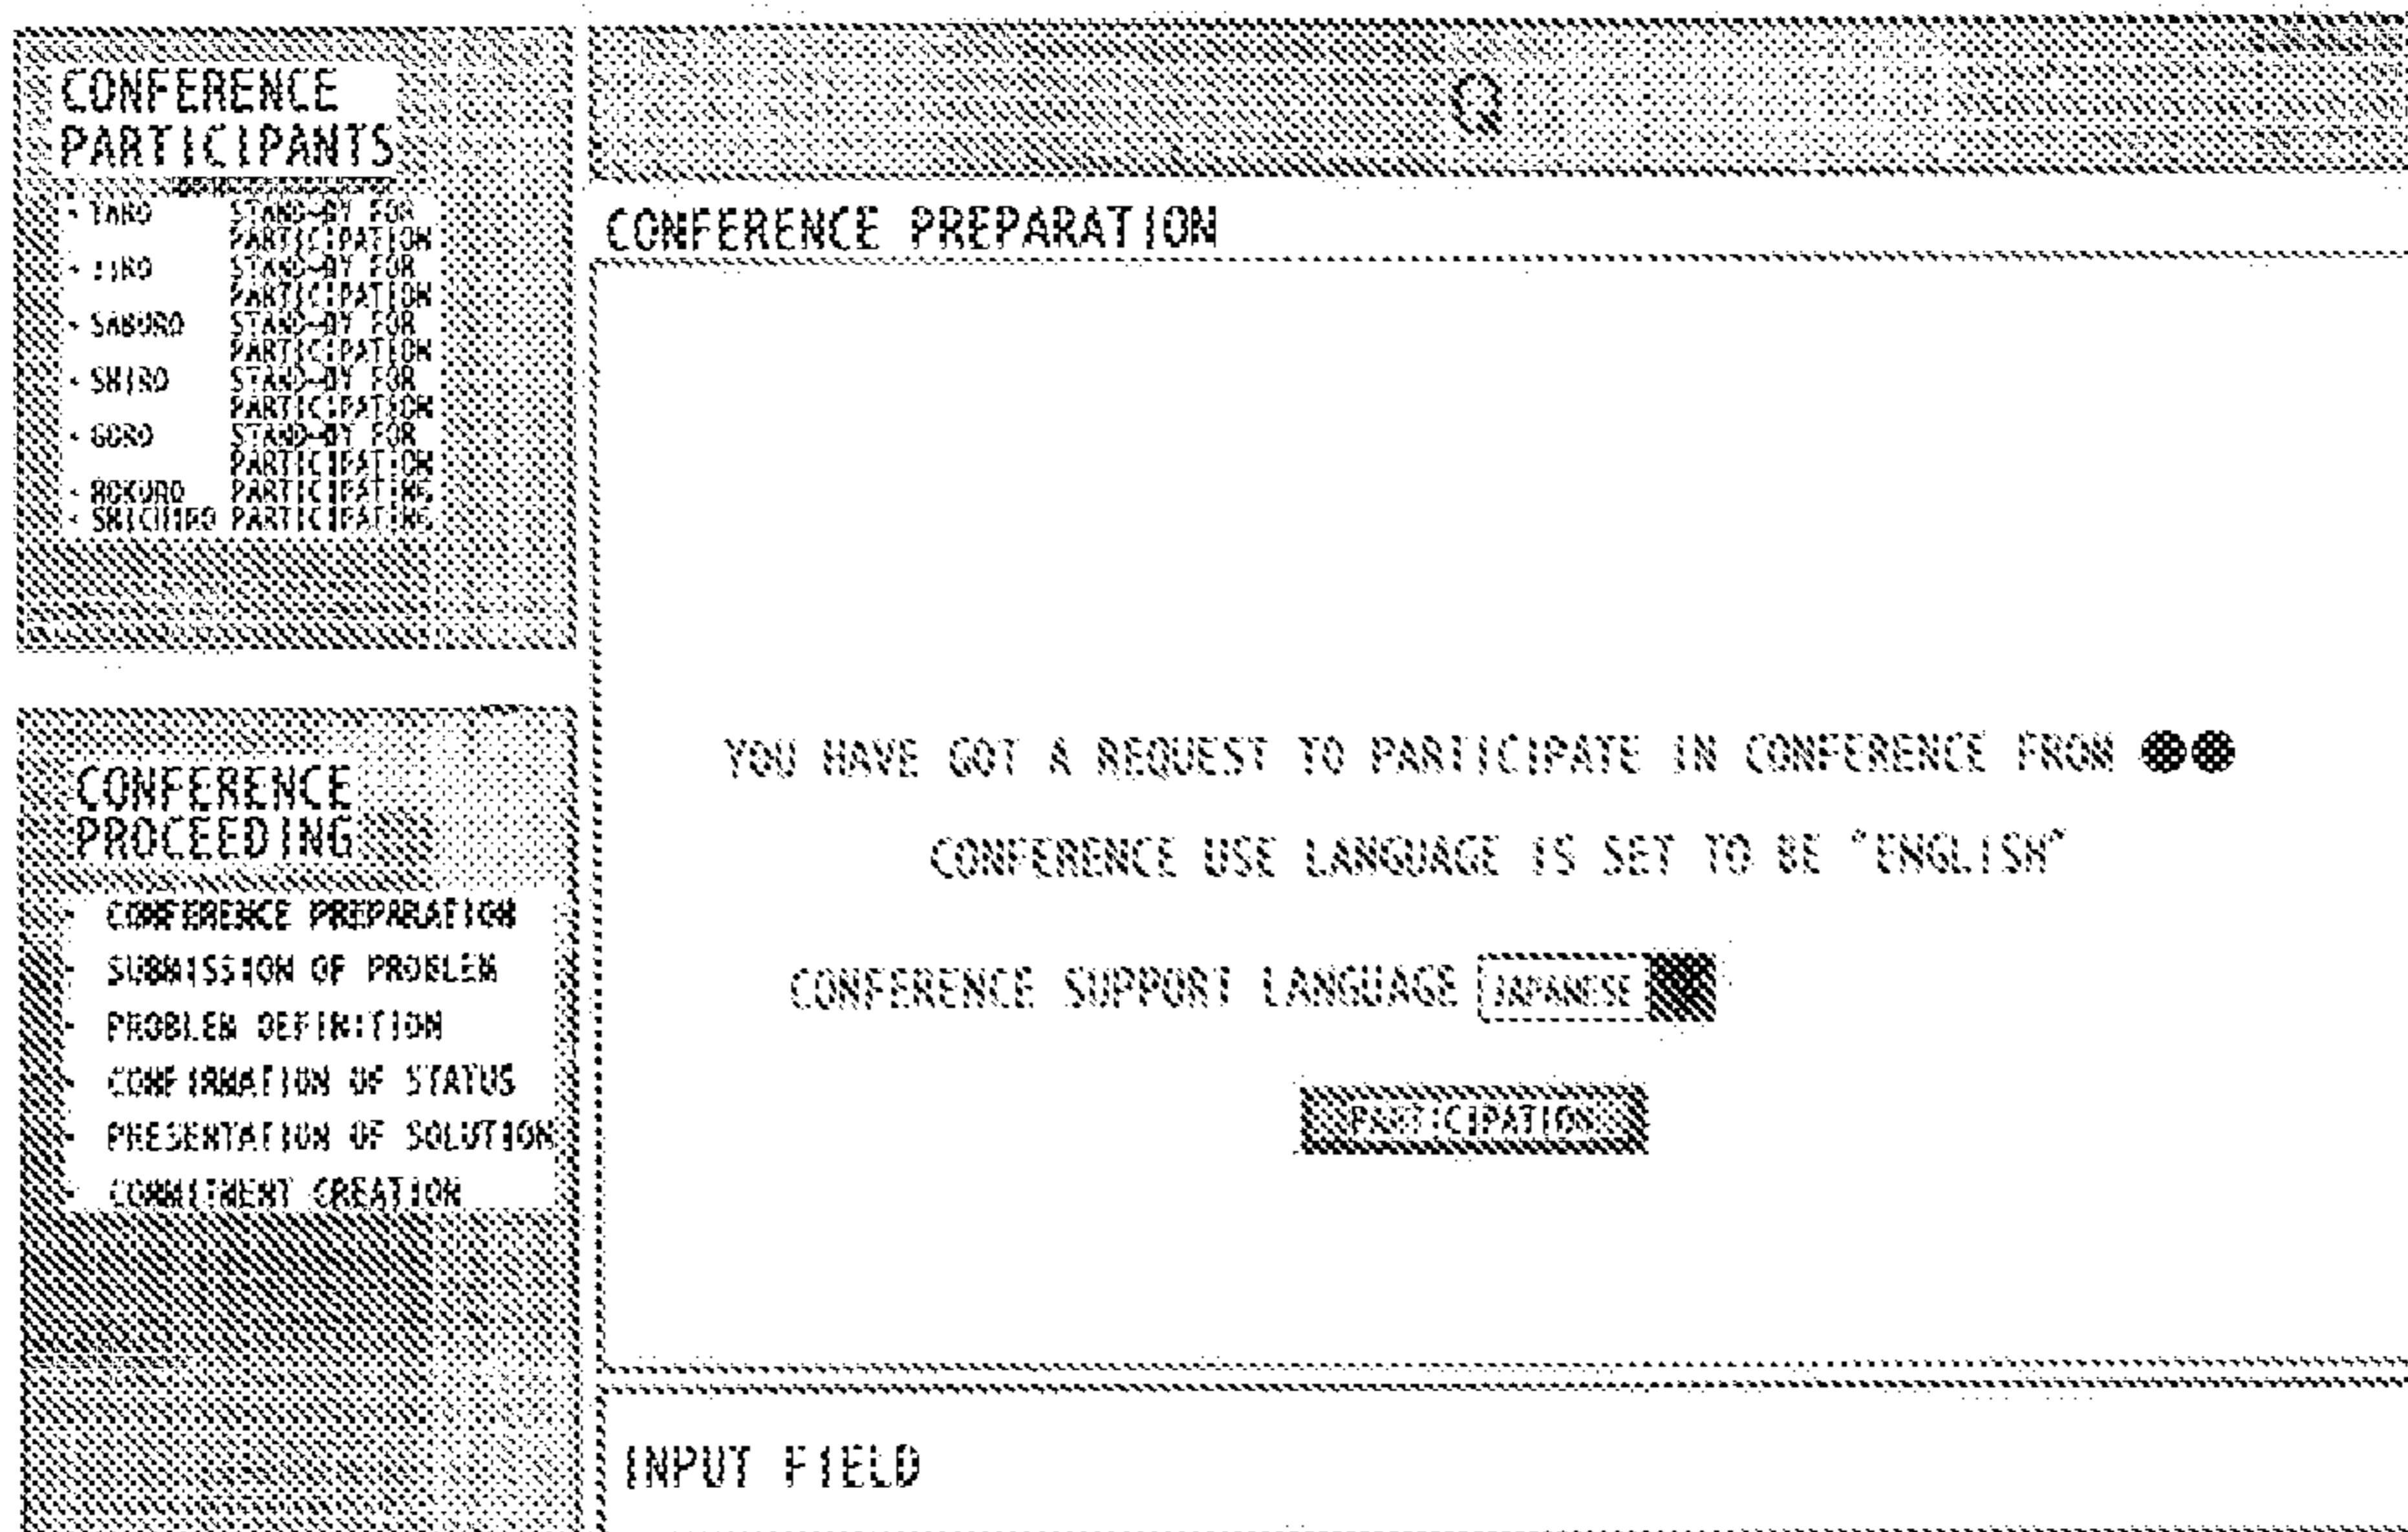 CONFERENCE
PARTICIPANTS
・TARO STAND-BY FOR
PARTICIPATION
・JIRO STAND-BY FOR
PARTICIPATION
・SABURO STAND-BY FOR
PARTICIPATION
・SHIRO STAND-BY FOR
PARTICIPATION
・GORO STAND-BY FOR
PARTICIPATION
・ROKURO PARTICIPATING
・SHICHIRO PARTICIPATING
CONFERENCE
PROCEEDING
・ CONFERENCE PREPARATION
・ SUBMISSION OF PROBLEM
・ PROBLEM DEFINITION
・ CONFIRMATION OF STATUS
・ PRESENTATION OF SOLUTION
・ COMMITMENT CREATION
Q
CONFERENCE PREPARATION
YOU HAVE GOT A REQUEST TO PARTICIPATE IN CONFERENCE FROM ●●
CONFERENCE USE LANGUAGE IS SET TO BE "ENGLISH"
CONFERENCE SUPPORT LANGUAGE JAPANESE
PARTICIPATION
INPUT FIELD